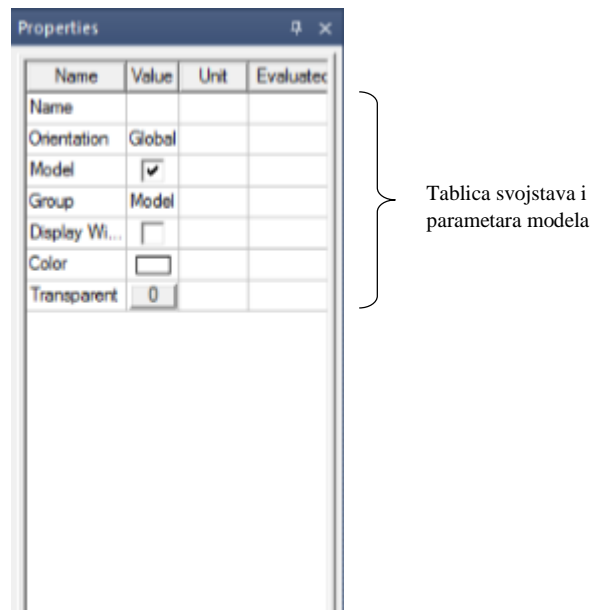 Properties
Name Value Unit Evaluated
Name
Orientation Global
Model
Group Model
Display Wi...
Color
Transparent 0
Tablica svojstava i
parametara modela